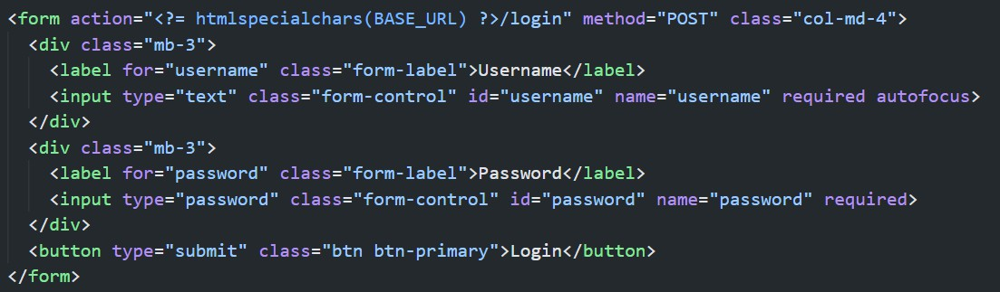 <form action="<?= htmlspecialchars(BASE_URL) ?>/login" method="POST" class="col-md-4">
  <div class="mb-3">
    <label for="username" class="form-label">Username</label>
    <input type="text" class="form-control" id="username" name="username" required autofocus>
  </div>
  <div class="mb-3">
    <label for="password" class="form-label">Password</label>
    <input type="password" class="form-control" id="password" name="password" required>
  </div>
  <button type="submit" class="btn btn-primary">Login</button>
</form>